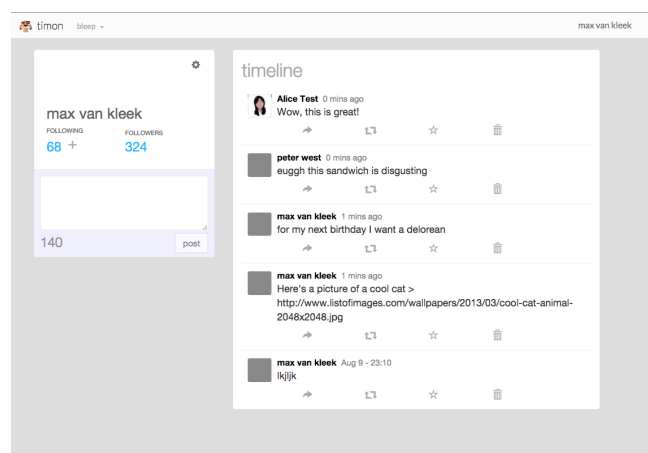 timon bleep max van kleek
max van kleek
FOLLOWING FOLLOWERS
68 + 324
140 post
timeline
Alice Test 0 mins ago
Wow, this is great!
peter west 0 mins ago
euggh this sandwich is disgusting
max van kleek 1 mins ago
for my next birthday I want a delorean
max van kleek 1 mins ago
Here's a picture of a cool cat >
http://www.listofimages.com/wallpapers/2013/03/cool-cat-animal-
2048x2048.jpg
max van kleek Aug 9 - 23:10
lkjljk